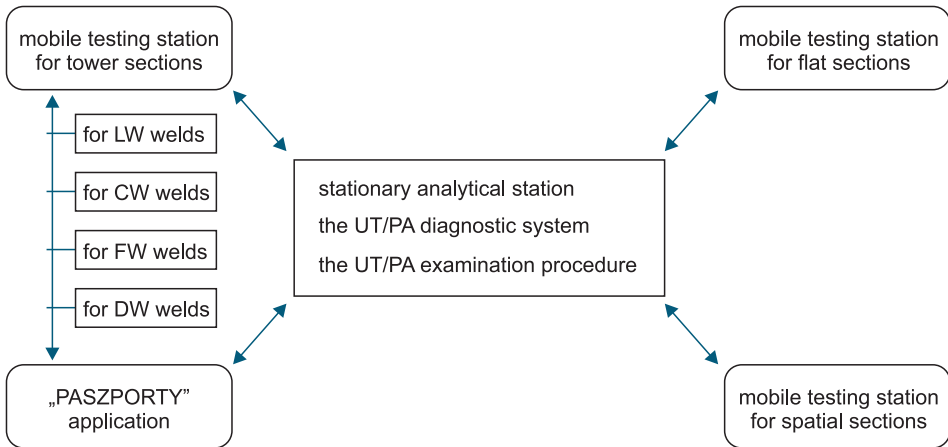 mobile testing station
for tower sections
mobile testing station
for flat sections
for LW welds
for CW welds
for FW welds
for DW welds
stationary analytical station
the UT/PA diagnostic system
the UT/PA examination procedure
„PASZPORTY”
application
mobile testing station
for spatial sections